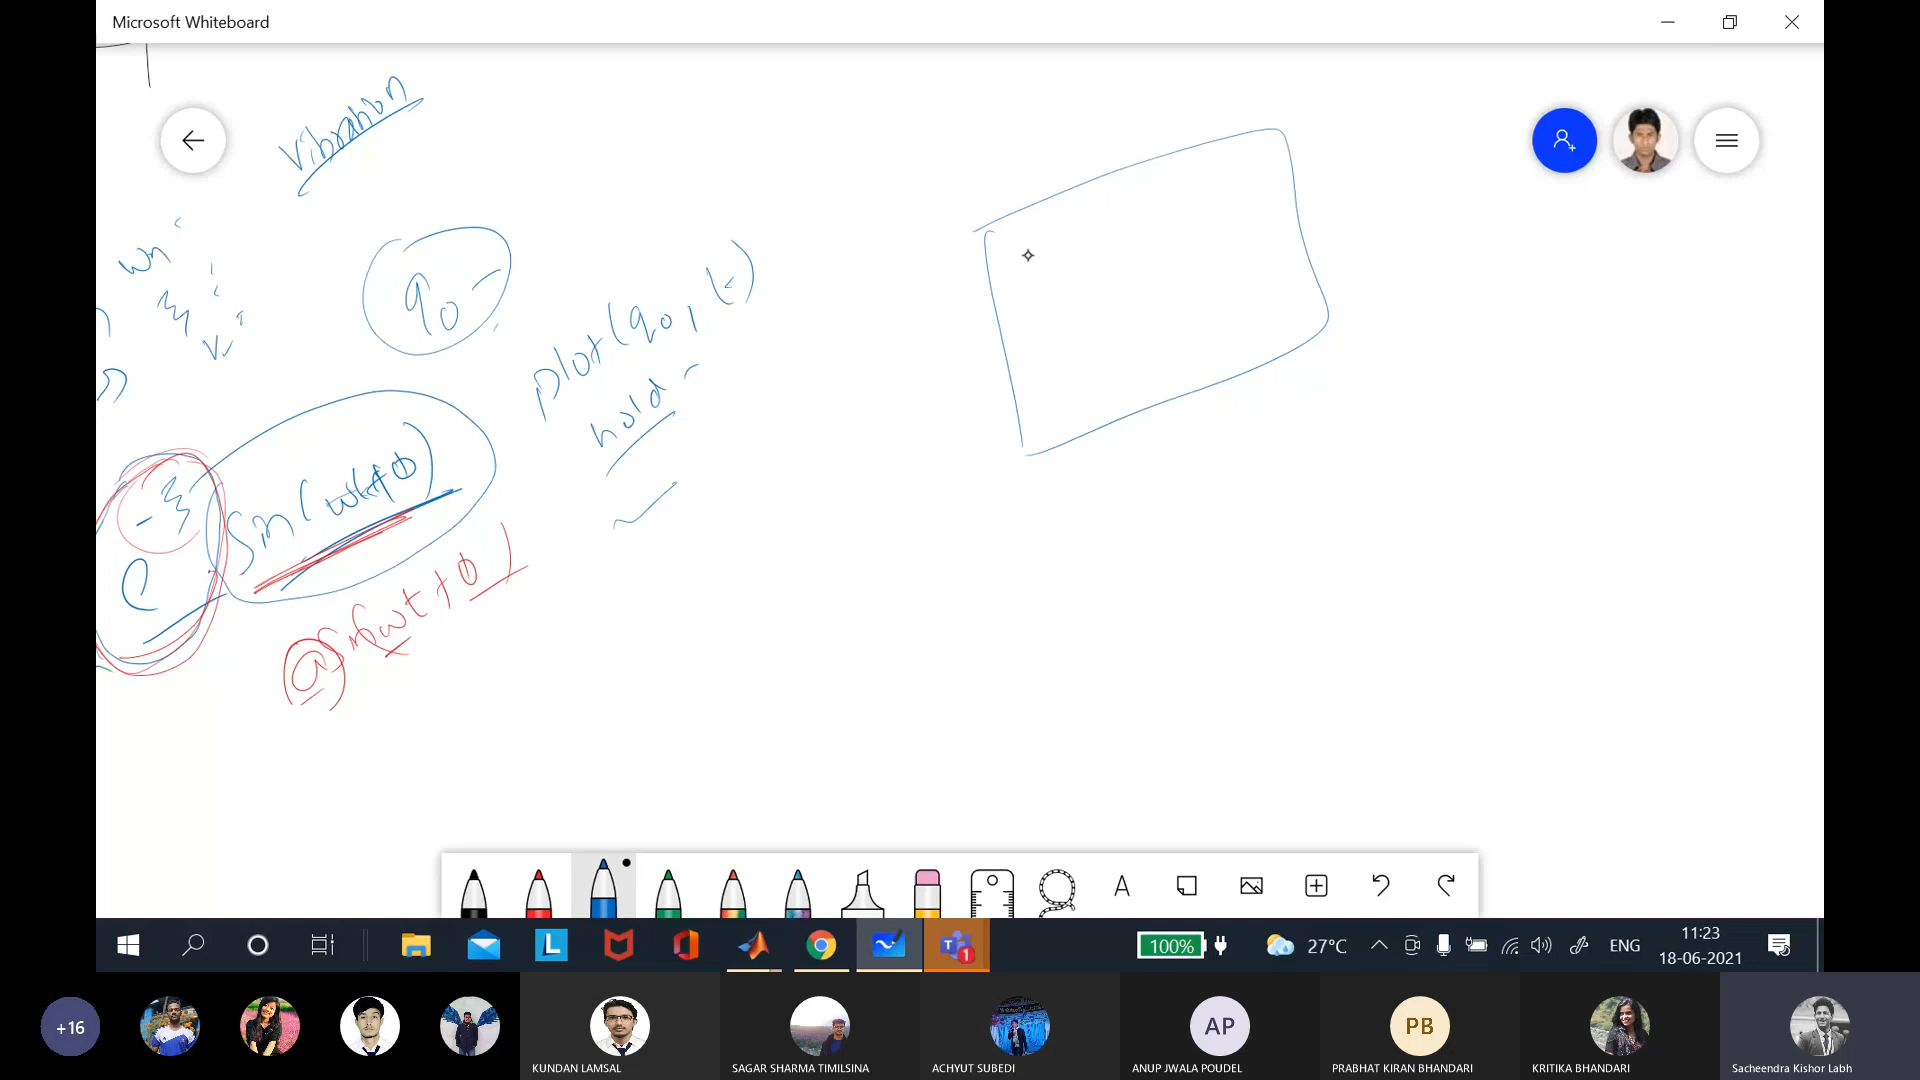 Microsoft Whiteboard
Vibration
wn
q0
plot(q0, t)
hold
sin(wt+φ)
e
a sin(wt+φ)
A
L
T 1
100%
27°C
ENG
11:23
18-06-2021
+16
AP
PB
KUNDAN LAMSAL
SAGAR SHARMA TIMILSINA
ACHYUT SUBEDI
ANUP JWALA POUDEL
PRABHAT KIRAN BHANDARI
KRITIKA BHANDARI
Sacheendra Kishor Labh